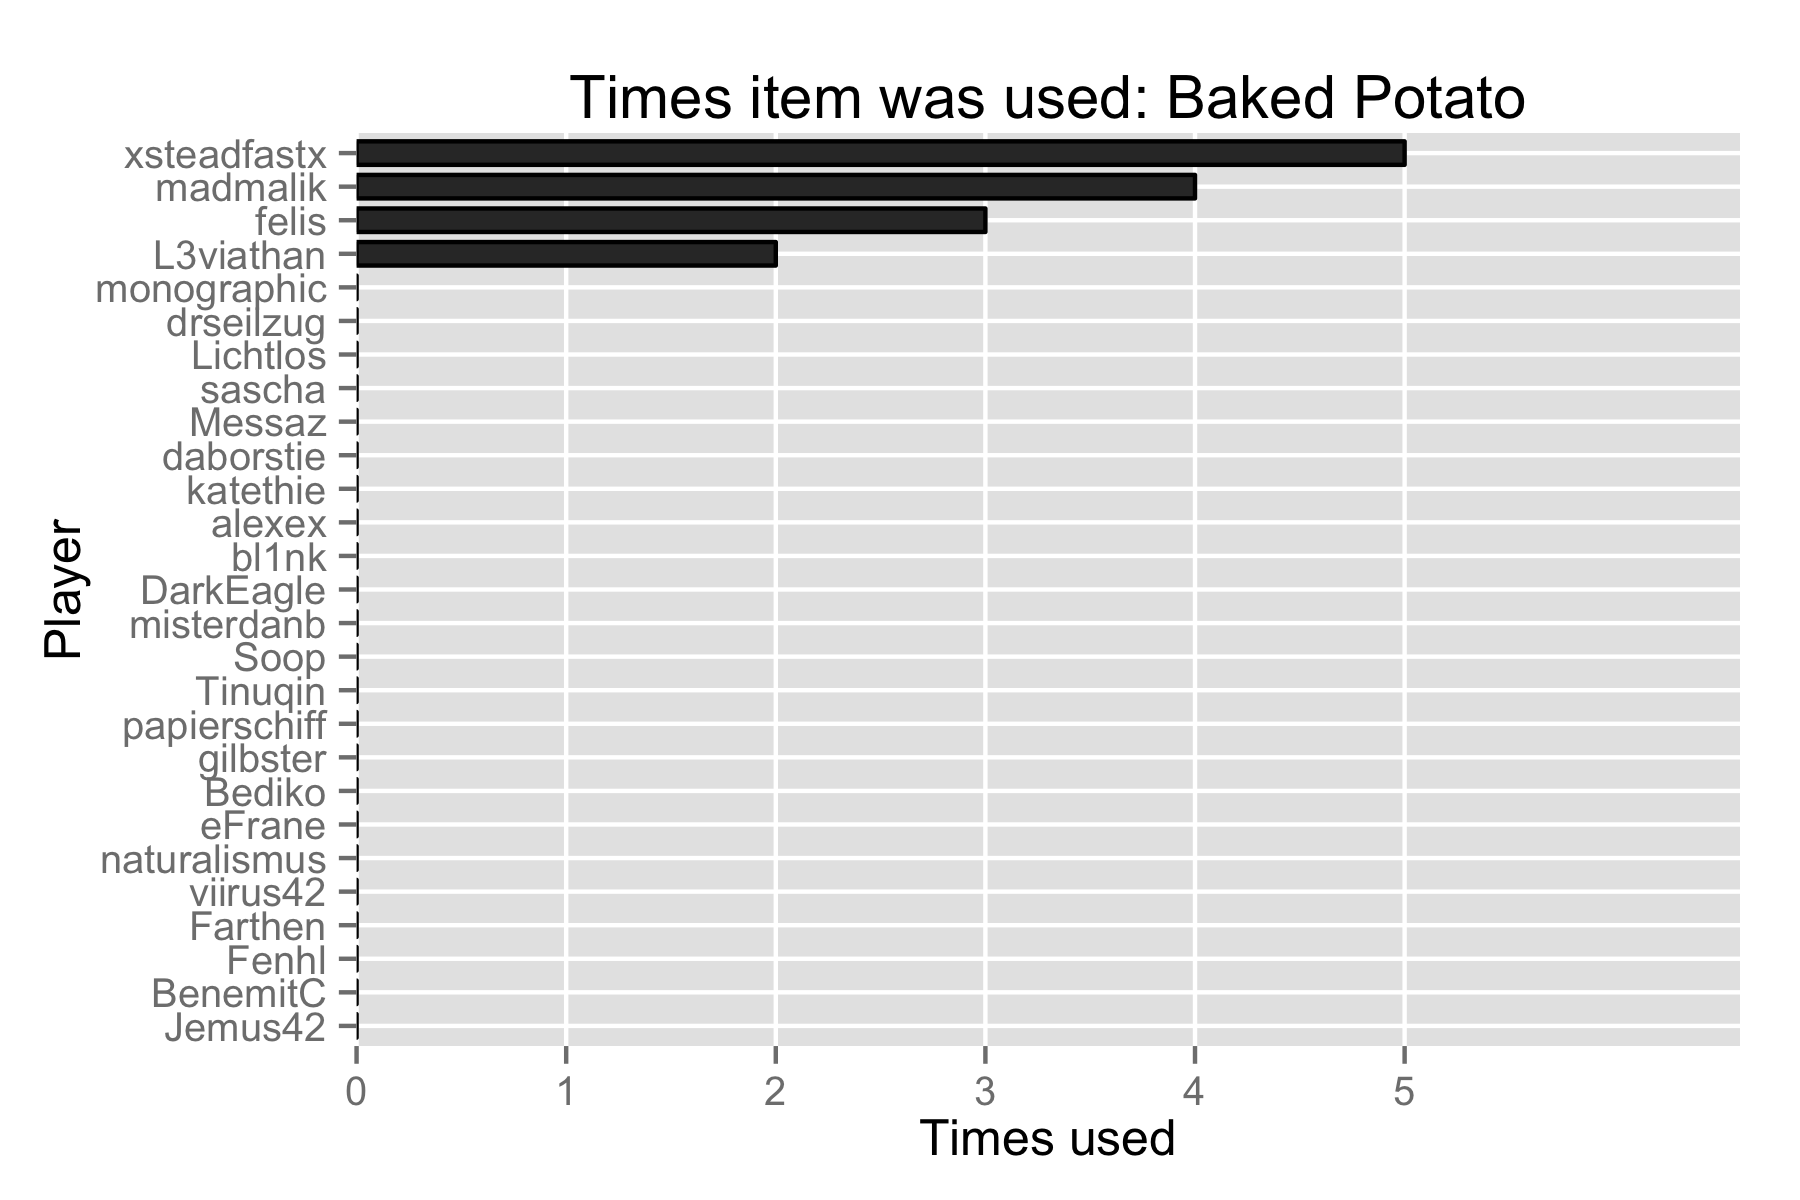 Times item was used: Baked Potato
xsteadfastx
madmalik
felis
L3viathan
monographic
drseilzug
Lichtlos
sascha
Messaz
daborstie
katethie
alexex
bl1nk
DarkEagle
misterdanb
Soop
Tinuqin
papierschiff
gilbster
Bediko
eFrane
naturalismus
viirus42
Farthen
Fenhl
BenemitC
Jemus42
Player
0 1 2 3 4 5
Times used